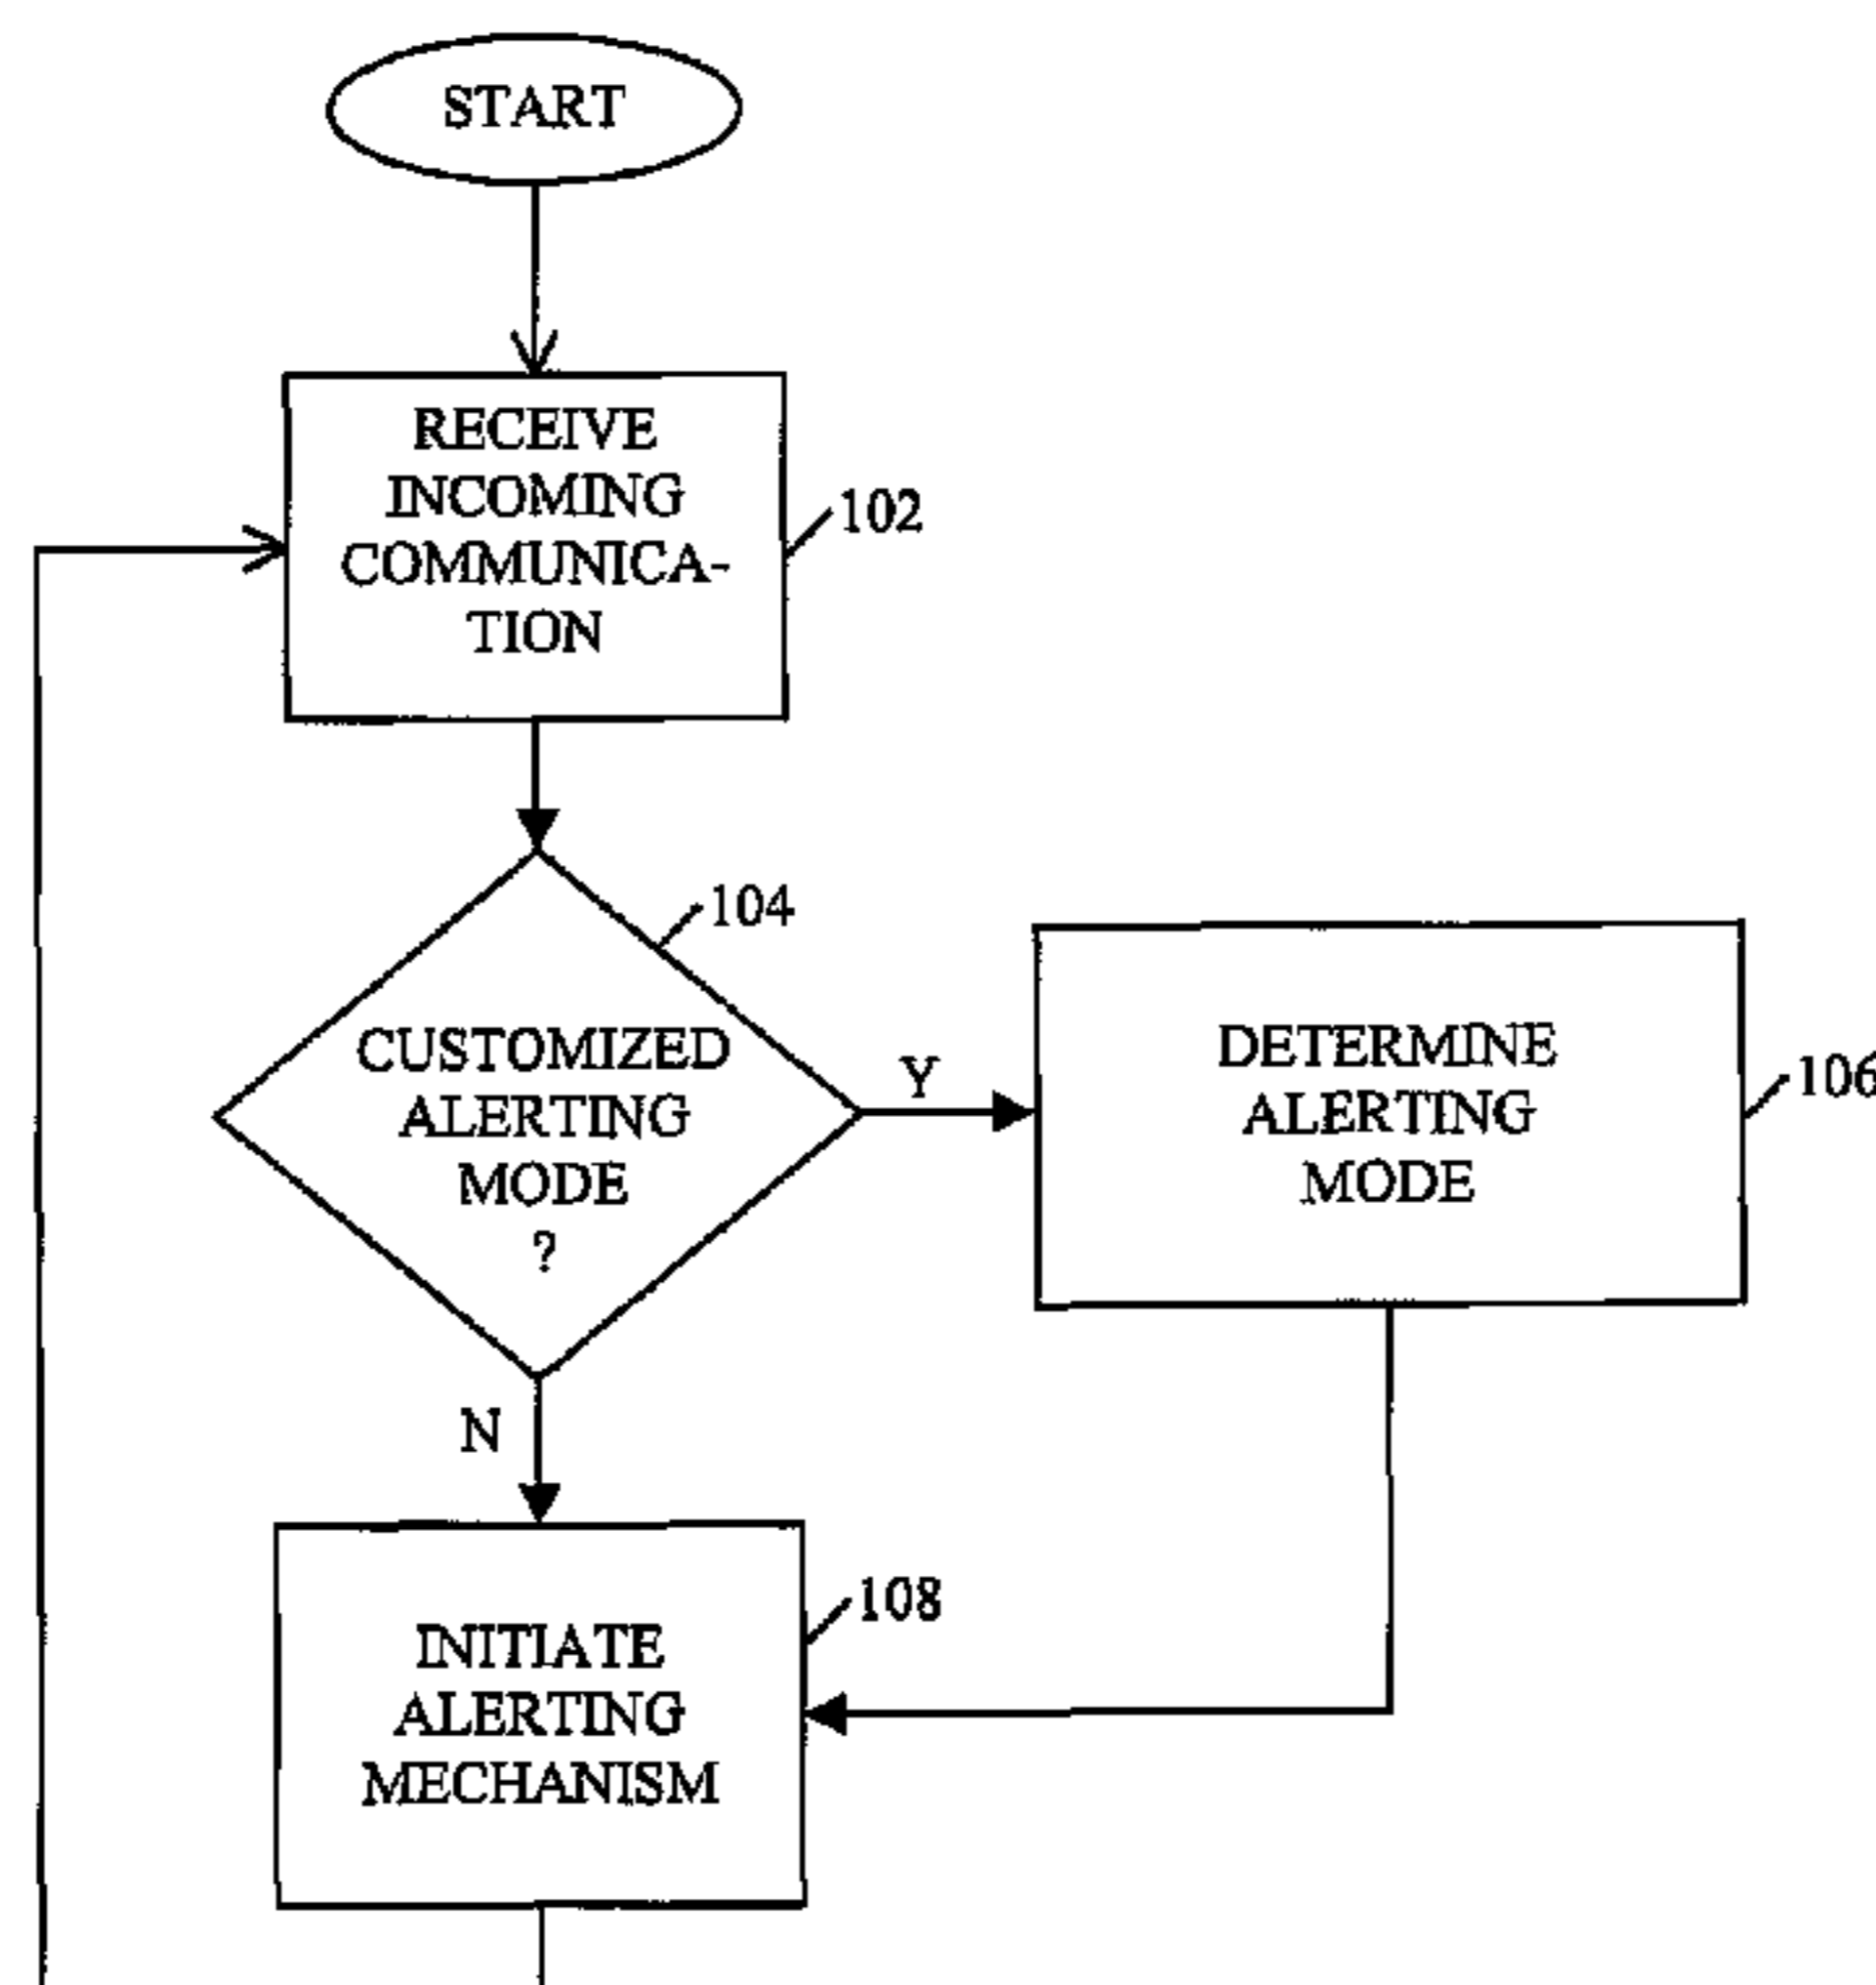 START
RECEIVE
INCOMING
COMMUNICA-
TION
102
104
CUSTOMIZED
ALERTING
MODE
?
Y
DETERMINE
ALERTING
MODE
106
N
INITIATE
ALERTING
MECHANISM
108